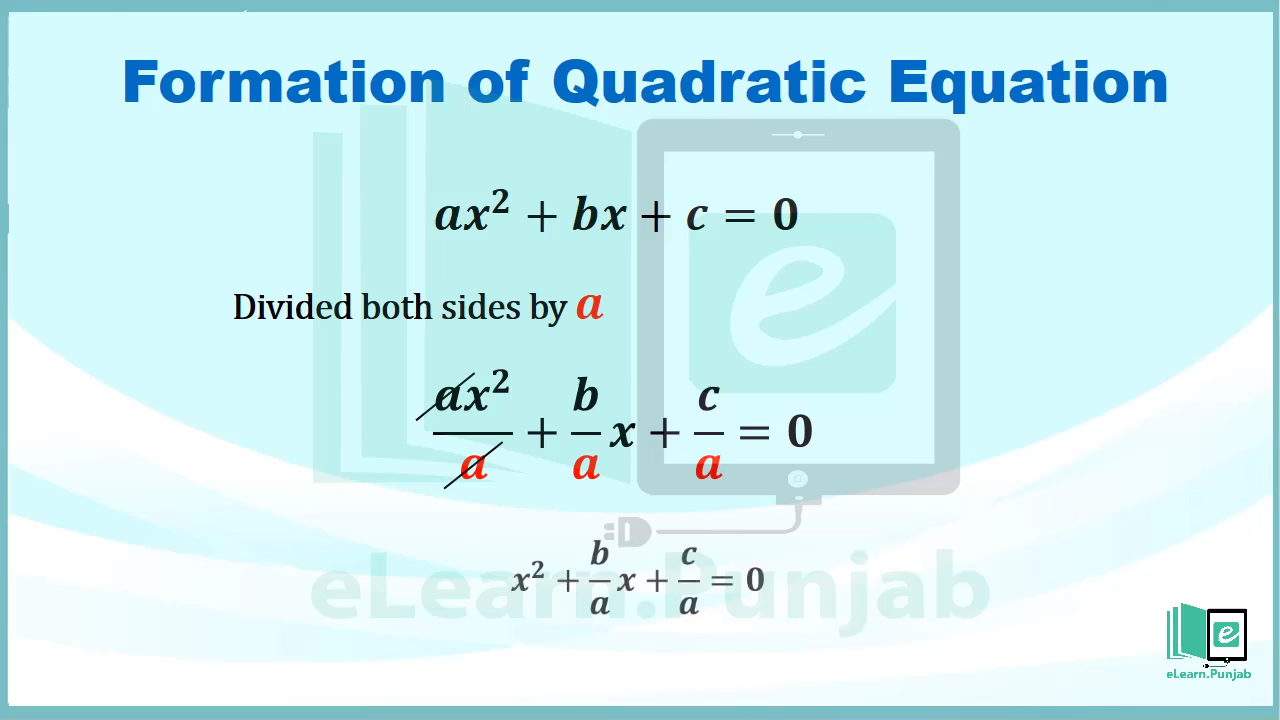 Formation of Quadratic Equation
ax² + bx + c = 0
Divided both sides by a
ax²/a + b/a x + c/a = 0
x² + b/a x + c/a = 0
eLearn.Punjab
e
eLearn.Punjab